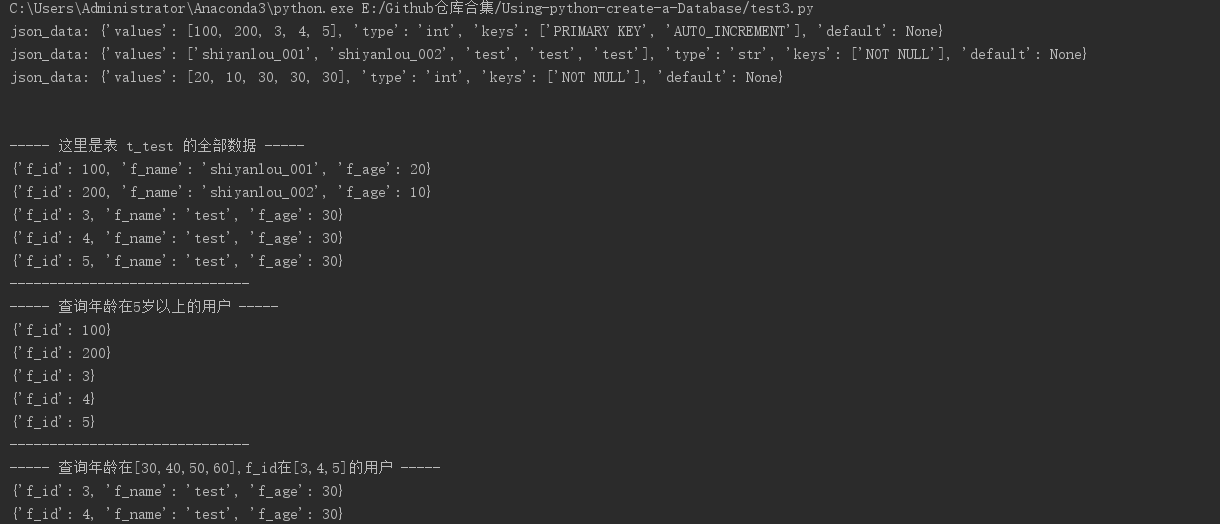 C:\Users\Administrator\Anaconda3\python.exe E:/Github仓库合集/Using-python-create-a-Database/test3.py
json_data: {'values': [100, 200, 3, 4, 5], 'type': 'int', 'keys': ['PRIMARY KEY', 'AUTO_INCREMENT'], 'default': None}
json_data: {'values': ['shiyanlou_001', 'shiyanlou_002', 'test', 'test', 'test'], 'type': 'str', 'keys': ['NOT NULL'], 'default': None}
json_data: {'values': [20, 10, 30, 30, 30], 'type': 'int', 'keys': ['NOT NULL'], 'default': None}
----- 这里是表 t_test 的全部数据 -----
{'f_id': 100, 'f_name': 'shiyanlou_001', 'f_age': 20}
{'f_id': 200, 'f_name': 'shiyanlou_002', 'f_age': 10}
{'f_id': 3, 'f_name': 'test', 'f_age': 30}
{'f_id': 4, 'f_name': 'test', 'f_age': 30}
{'f_id': 5, 'f_name': 'test', 'f_age': 30}
------------------------------
----- 查询年龄在5岁以上的用户 -----
{'f_id': 100}
{'f_id': 200}
{'f_id': 3}
{'f_id': 4}
{'f_id': 5}
------------------------------
----- 查询年龄在[30,40,50,60],f_id在[3,4,5]的用户 -----
{'f_id': 3, 'f_name': 'test', 'f_age': 30}
{'f_id': 4, 'f_name': 'test', 'f_age': 30}